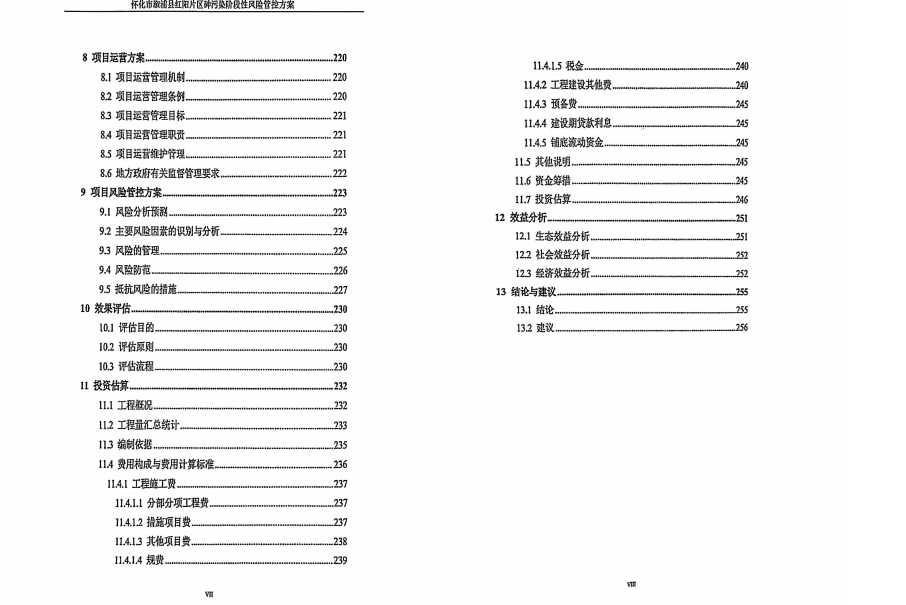 怀化市溆浦县红阳片区砷污染阶段性风险管控方案
8 项目运营方案........220
8.1 项目运营管理机制........220
8.2 项目运营管理条例........220
8.3 项目运营管理目标........221
8.4 项目运营管理职责........221
8.5 项目运营维护管理........221
8.6 地方政府有关监督管理要求........222
9 项目风险管控方案........223
9.1 风险分析预测........223
9.2 主要风险因素的识别与分析........224
9.3 风险的管理........225
9.4 风险防范........226
9.5 抵抗风险的措施........227
10 效果评估........230
10.1 评估目的........230
10.2 评估原则........230
10.3 评估流程........230
11 投资估算........232
11.1 工程概况........232
11.2 工程量汇总统计........233
11.3 编制依据........235
11.4 费用构成与费用计算标准........236
11.4.1 工程施工费........237
11.4.1.1 分部分项工程费........237
11.4.1.2 措施项目费........237
11.4.1.3 其他项目费........238
11.4.1.4 规费........239
VII
11.4.1.5 税金........240
11.4.2 工程建设其他费........240
11.4.3 预备费........245
11.4.4 建设期贷款利息........245
11.4.5 铺底流动资金........245
11.5 其他说明........245
11.6 资金筹措........245
11.7 投资估算........246
12 效益分析........251
12.1 生态效益分析........251
12.2 社会效益分析........252
12.3 经济效益分析........252
13 结论与建议........255
13.1 结论........255
13.2 建议........256
VIII